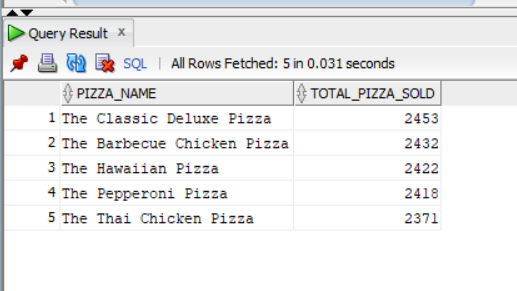 Query Result x
SQL | All Rows Fetched: 5 in 0.031 seconds
PIZZA_NAME TOTAL_PIZZA_SOLD
1 The Classic Deluxe Pizza 2453
2 The Barbecue Chicken Pizza 2432
3 The Hawaiian Pizza 2422
4 The Pepperoni Pizza 2418
5 The Thai Chicken Pizza 2371